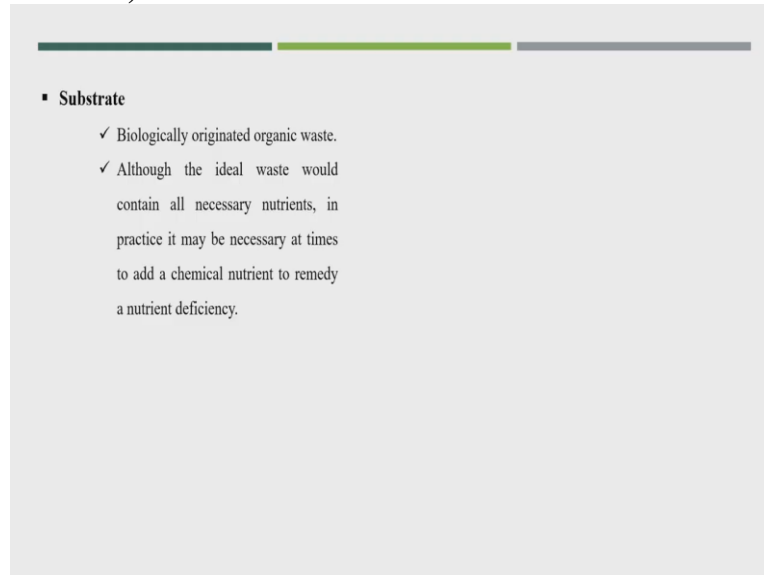 ▪ Substrate
✓ Biologically originated organic waste.
✓ Although the ideal waste would
contain all necessary nutrients, in
practice it may be necessary at times
to add a chemical nutrient to remedy
a nutrient deficiency.